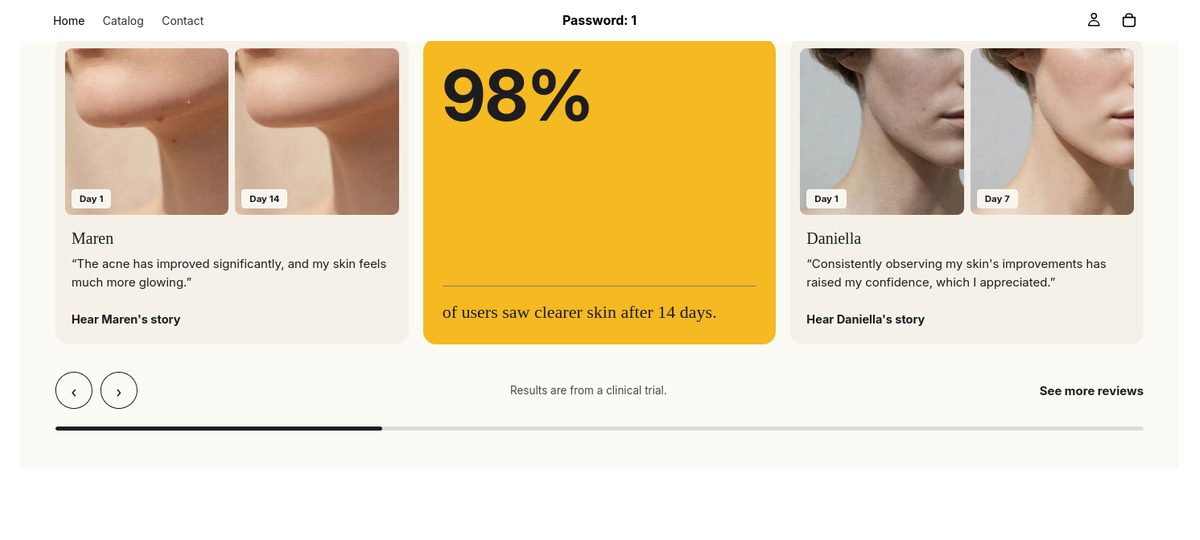 Home Catalog Contact
Password: 1
Day 1
Day 14
Maren
“The acne has improved significantly, and my skin feels
much more glowing.”
Hear Maren's story
98%
of users saw clearer skin after 14 days.
Day 1
Day 7
Daniella
“Consistently observing my skin's improvements has
raised my confidence, which I appreciated.”
Hear Daniella's story
‹ ›
Results are from a clinical trial.
See more reviews